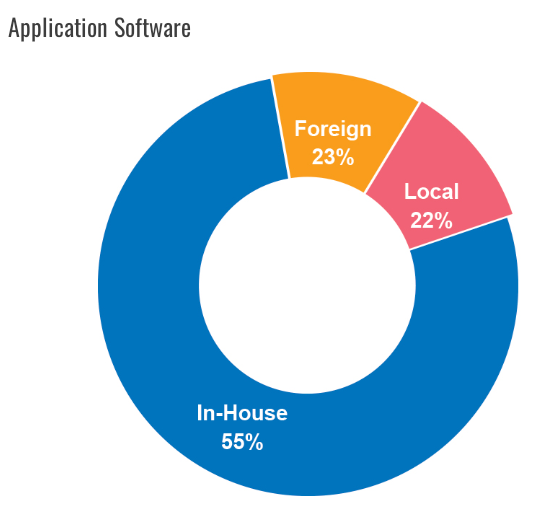 Application Software
Foreign
23%
Local
22%
In-House
55%